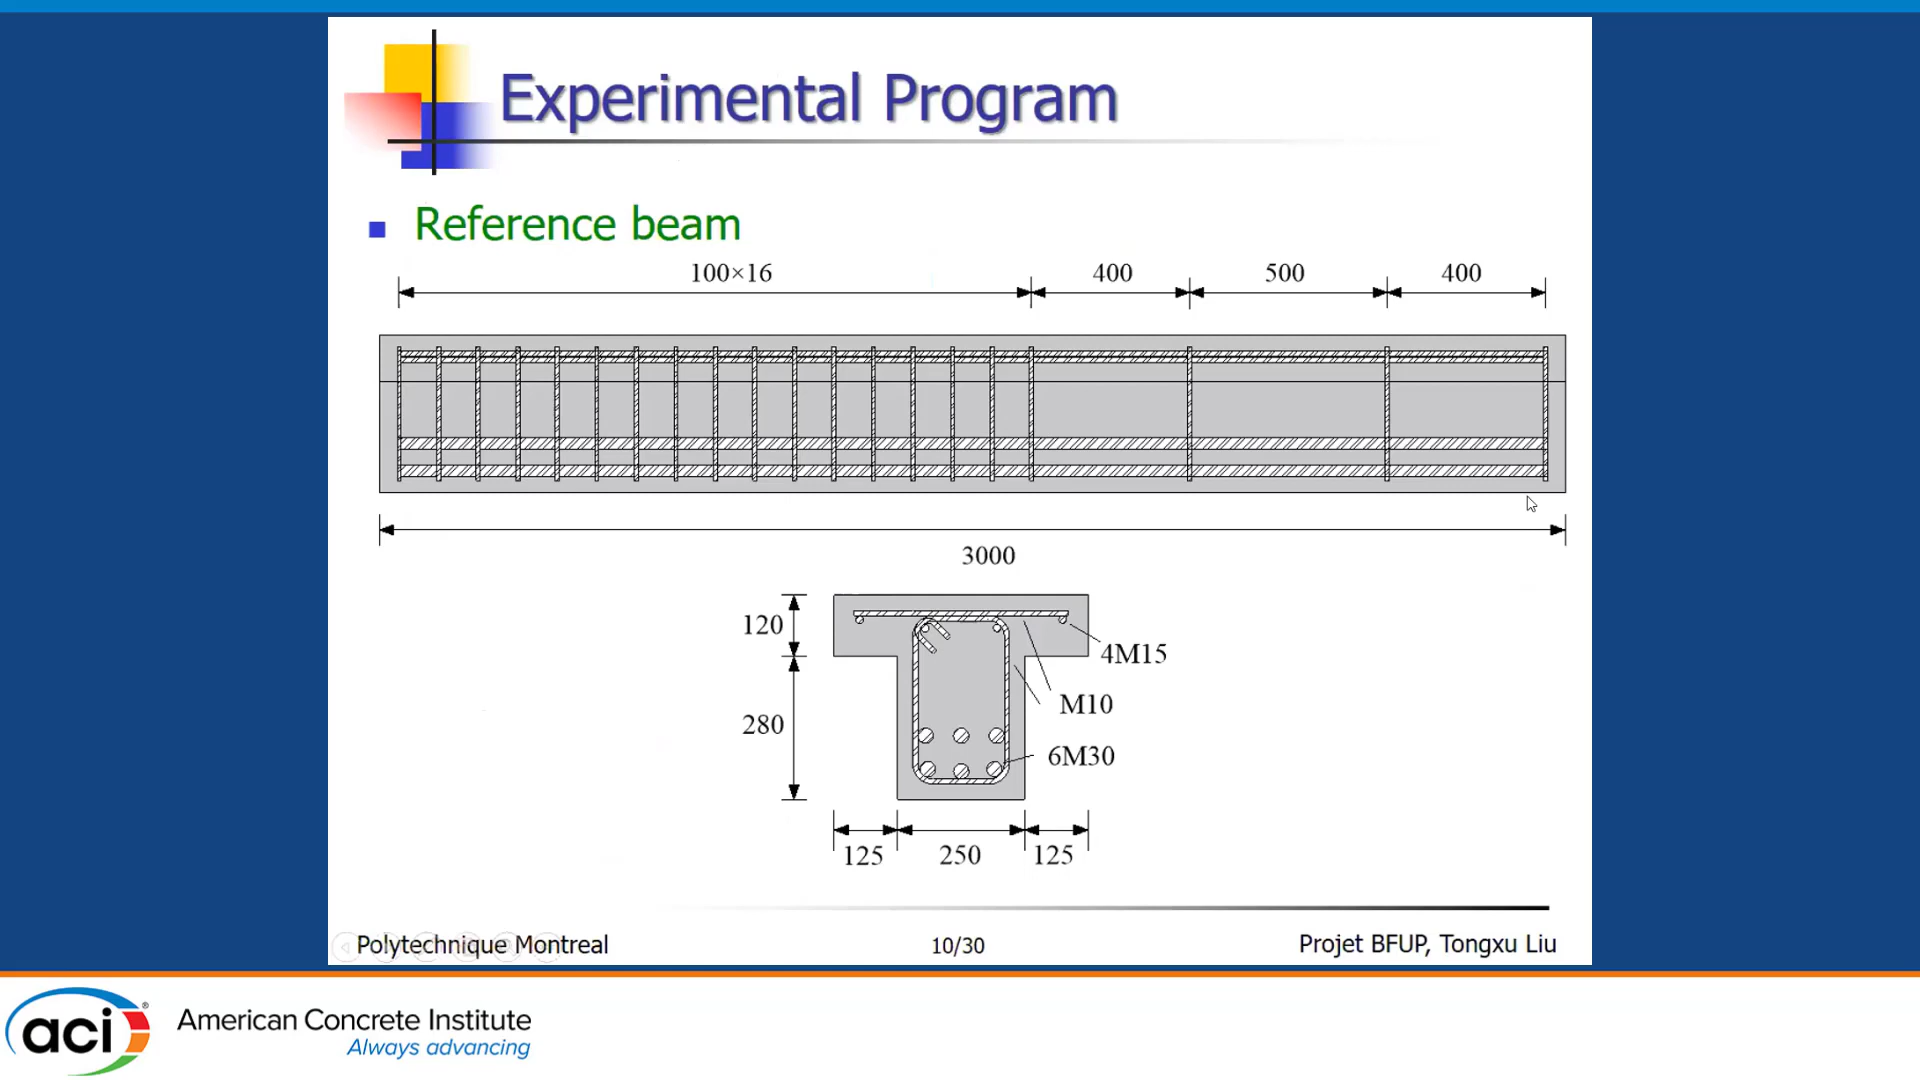 Experimental Program
Reference beam
100×16 400 500 400
3000
120
280
4M15
M10
6M30
125 250 125
Polytechnique Montreal 10/30 Projet BFUP, Tongxu Liu
aci®
American Concrete Institute
Always advancing